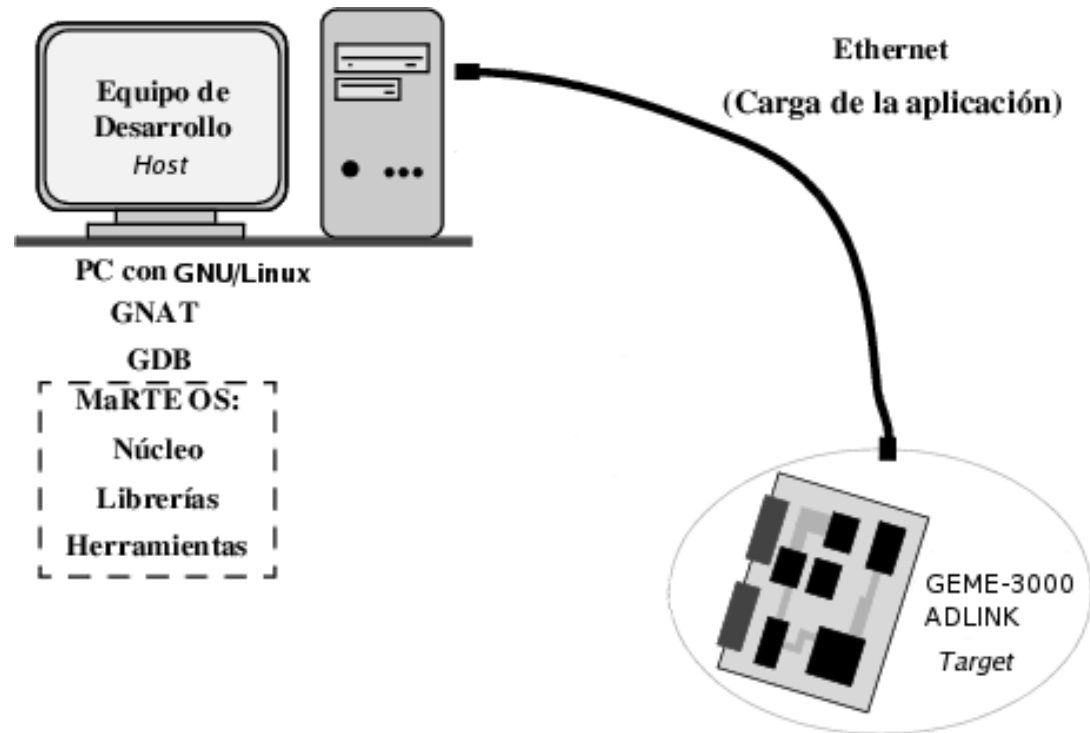 Equipo de
Desarrollo
Host
Ethernet
(Carga de la aplicación)
PC con GNU/Linux
GNAT
GDB
MaRTE OS:
Núcleo
Librerías
Herramientas
GEME-3000
ADLINK
Target